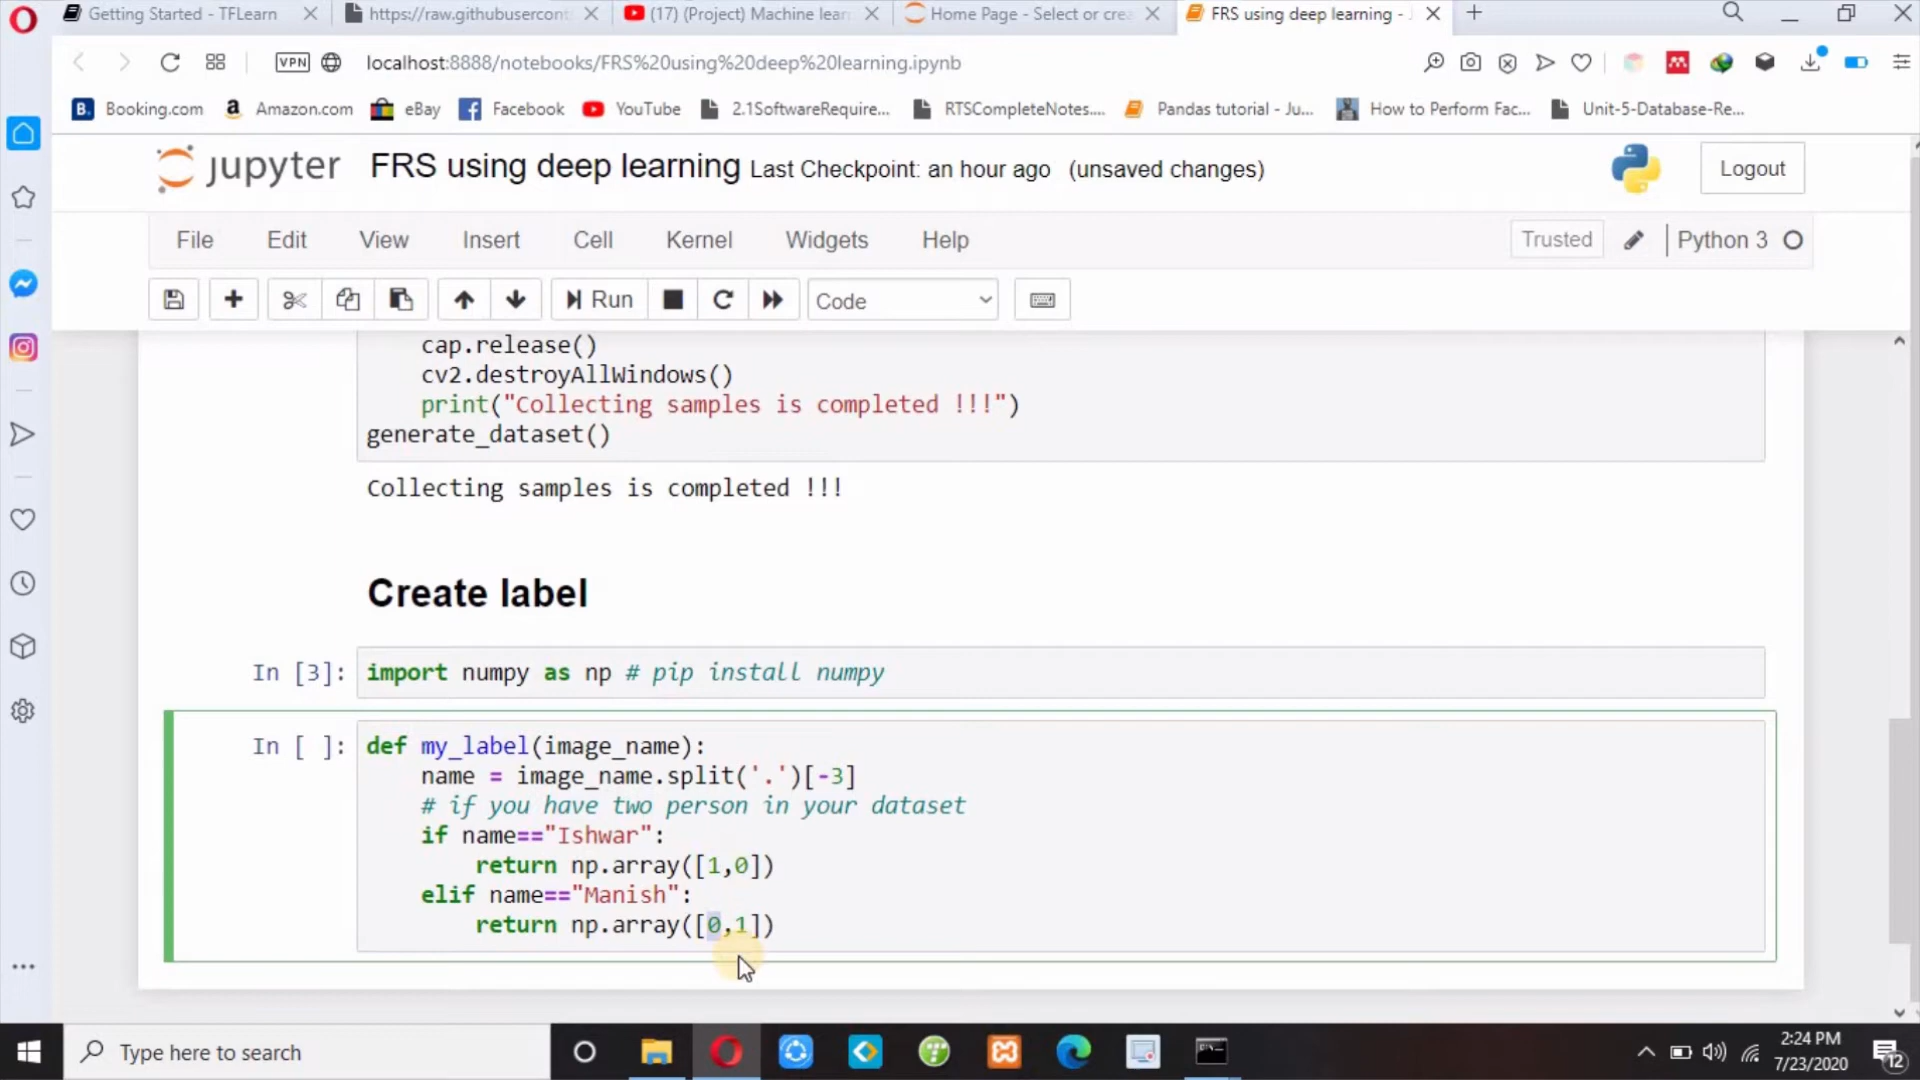 Getting Started - TFLearn
https://raw.githubusercont
(17) (Project) Machine lear
Home Page - Select or crea
FRS using deep learning -
VPN
localhost:8888/notebooks/FRS%20using%20deep%20learning.ipynb
B. Booking.com
a Amazon.com
eBay
Facebook
YouTube
2.1SoftwareRequire...
RTSCompleteNotes....
Pandas tutorial - Ju...
How to Perform Fac...
Unit-5-Database-Re...
jupyter FRS using deep learning Last Checkpoint: an hour ago (unsaved changes)
Logout
File Edit View Insert Cell Kernel Widgets Help
Trusted
Python 3
Run
Code
cap.release()
cv2.destroyAllWindows()
print("Collecting samples is completed !!!")
generate_dataset()
Collecting samples is completed !!!
Create label
In [3]: import numpy as np # pip install numpy
In [ ]: def my_label(image_name):
name = image_name.split('.')[-3]
# if you have two person in your dataset
if name=="Ishwar":
return np.array([1,0])
elif name=="Manish":
return np.array([0,1])
Type here to search
2:24 PM
7/23/2020
12